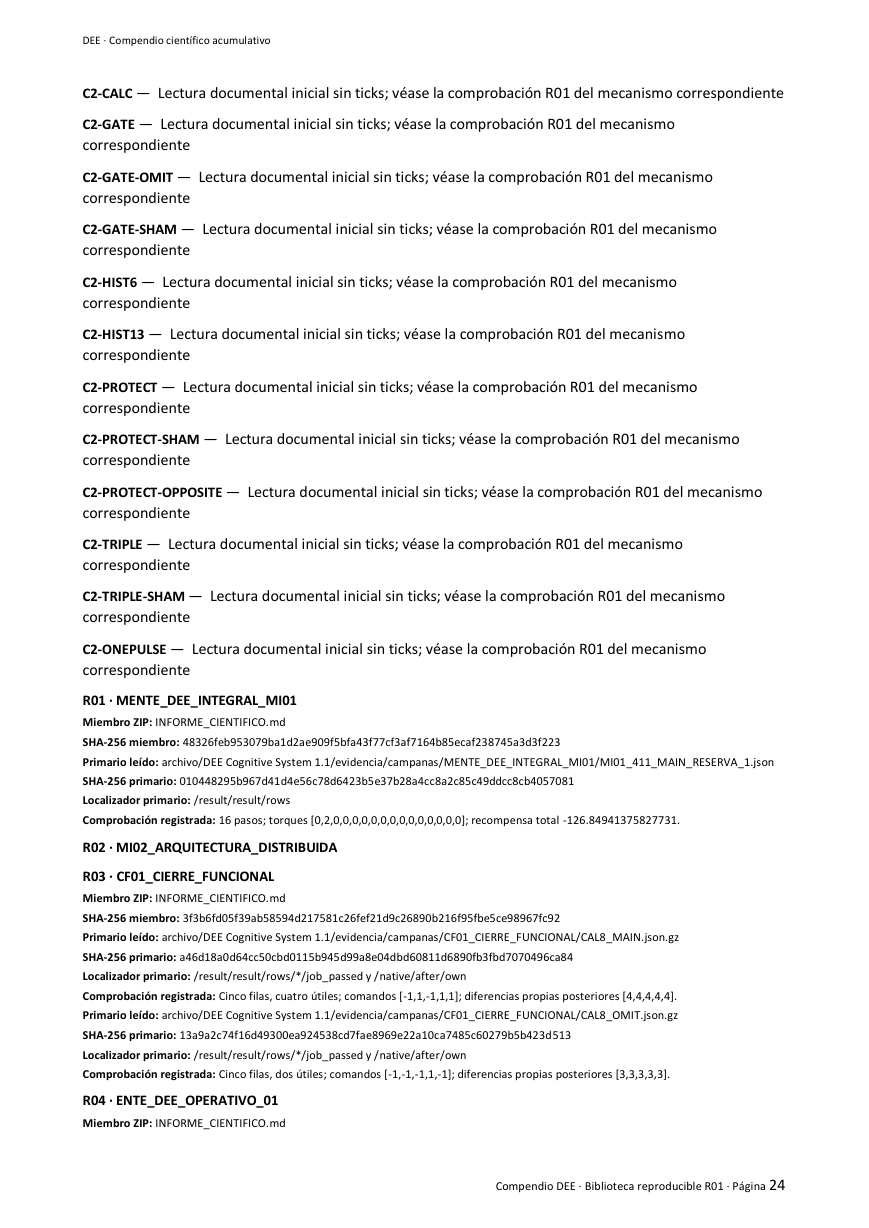 DEE · Compendio científico acumulativo
C2-CALC — Lectura documental inicial sin ticks; véase la comprobación R01 del mecanismo correspondiente
C2-GATE — Lectura documental inicial sin ticks; véase la comprobación R01 del mecanismo
correspondiente
C2-GATE-OMIT — Lectura documental inicial sin ticks; véase la comprobación R01 del mecanismo
correspondiente
C2-GATE-SHAM — Lectura documental inicial sin ticks; véase la comprobación R01 del mecanismo
correspondiente
C2-HIST6 — Lectura documental inicial sin ticks; véase la comprobación R01 del mecanismo
correspondiente
C2-HIST13 — Lectura documental inicial sin ticks; véase la comprobación R01 del mecanismo
correspondiente
C2-PROTECT — Lectura documental inicial sin ticks; véase la comprobación R01 del mecanismo
correspondiente
C2-PROTECT-SHAM — Lectura documental inicial sin ticks; véase la comprobación R01 del mecanismo
correspondiente
C2-PROTECT-OPPOSITE — Lectura documental inicial sin ticks; véase la comprobación R01 del mecanismo
correspondiente
C2-TRIPLE — Lectura documental inicial sin ticks; véase la comprobación R01 del mecanismo
correspondiente
C2-TRIPLE-SHAM — Lectura documental inicial sin ticks; véase la comprobación R01 del mecanismo
correspondiente
C2-ONEPULSE — Lectura documental inicial sin ticks; véase la comprobación R01 del mecanismo
correspondiente
R01 · MENTE_DEE_INTEGRAL_MI01
Miembro ZIP: INFORME_CIENTIFICO.md
SHA-256 miembro: 48326feb953079ba1d2ae909f5bfa43f77cf3af7164b85ecaf238745a3d3f223
Primario leído: archivo/DEE Cognitive System 1.1/evidencia/campanas/MENTE_DEE_INTEGRAL_MI01/MI01_411_MAIN_RESERVA_1.json
SHA-256 primario: 010448295b967d41d4e56c78d6423b5e37b28a4cc8a2c85c49ddcc8cb4057081
Localizador primario: /result/result/rows
Comprobación registrada: 16 pasos; torques [0,2,0,0,0,0,0,0,0,0,0,0,0,0,0,0]; recompensa total -126.84941375827731.
R02 · MI02_ARQUITECTURA_DISTRIBUIDA
R03 · CF01_CIERRE_FUNCIONAL
Miembro ZIP: INFORME_CIENTIFICO.md
SHA-256 miembro: 3f3b6fd05f39ab58594d217581c26fef21d9c26890b216f95fbe5ce98967fc92
Primario leído: archivo/DEE Cognitive System 1.1/evidencia/campanas/CF01_CIERRE_FUNCIONAL/CAL8_MAIN.json.gz
SHA-256 primario: a46d18a0d64cc50cbd0115b945d99a8e04dbd60811d6890fb3fbd7070496ca84
Localizador primario: /result/result/rows/*/job_passed y /native/after/own
Comprobación registrada: Cinco filas, cuatro útiles; comandos [-1,1,-1,1,1]; diferencias propias posteriores [4,4,4,4,4].
Primario leído: archivo/DEE Cognitive System 1.1/evidencia/campanas/CF01_CIERRE_FUNCIONAL/CAL8_OMIT.json.gz
SHA-256 primario: 13a9a2c74f16d49300ea924538cd7fae8969e22a10ca7485c60279b5b423d513
Localizador primario: /result/result/rows/*/job_passed y /native/after/own
Comprobación registrada: Cinco filas, dos útiles; comandos [-1,-1,-1,1,-1]; diferencias propias posteriores [3,3,3,3,3].
R04 · ENTE_DEE_OPERATIVO_01
Miembro ZIP: INFORME_CIENTIFICO.md
Compendio DEE · Biblioteca reproducible R01 · Página 24